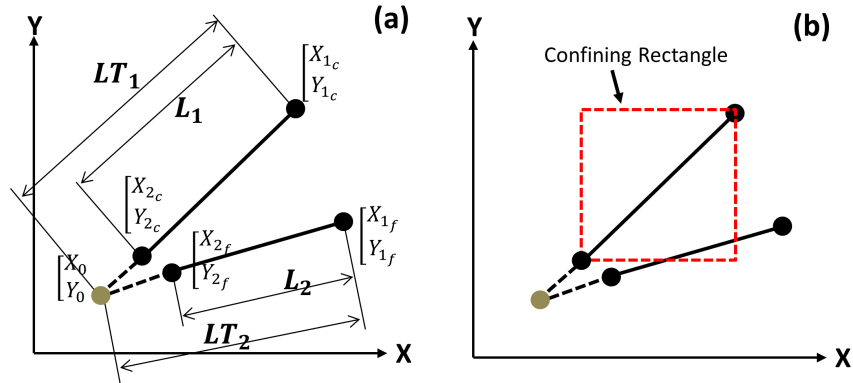 Y
(a)
LT₁
L₁
X₁c
Y₁c
X₂c
Y₂c
X₂f
Y₂f
X₁f
Y₁f
X₀
Y₀
L₂
LT₂
X
Y
(b)
Confining Rectangle
X